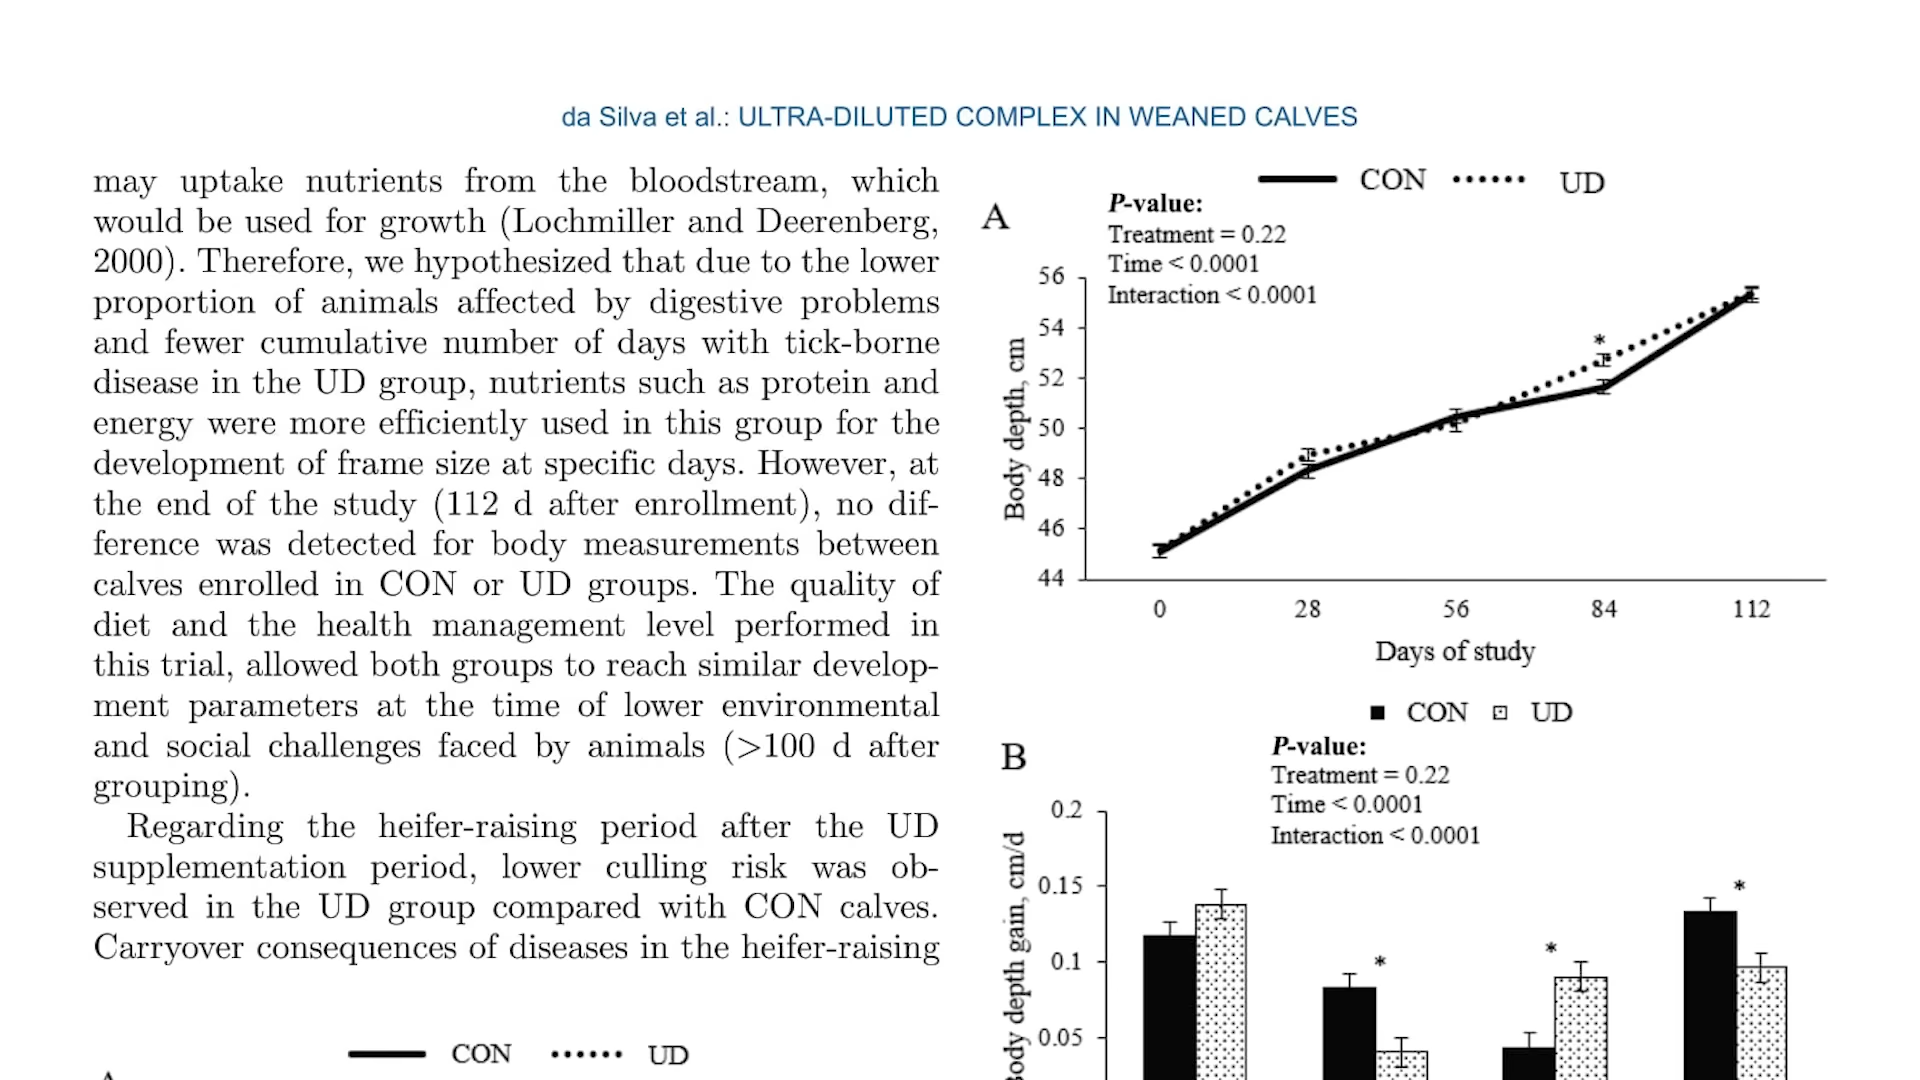 da Silva et al.: ULTRA-DILUTED COMPLEX IN WEANED CALVES
may uptake nutrients from the bloodstream, which
would be used for growth (Lochmiller and Deerenberg,
2000). Therefore, we hypothesized that due to the lower
proportion of animals affected by digestive problems
and fewer cumulative number of days with tick-borne
disease in the UD group, nutrients such as protein and
energy were more efficiently used in this group for the
development of frame size at specific days. However, at
the end of the study (112 d after enrollment), no dif-
ference was detected for body measurements between
calves enrolled in CON or UD groups. The quality of
diet and the health management level performed in
this trial, allowed both groups to reach similar develop-
ment parameters at the time of lower environmental
and social challenges faced by animals (>100 d after
grouping).
Regarding the heifer-raising period after the UD
supplementation period, lower culling risk was ob-
served in the UD group compared with CON calves.
Carryover consequences of diseases in the heifer-raising
CON UD
CON UD
A
P-value:
Treatment = 0.22
Time < 0.0001
Interaction < 0.0001
Body depth, cm
56
54
52
*
50
48
46
44
0 28 56 84 112
Days of study
CON UD
B
P-value:
Treatment = 0.22
Time < 0.0001
Interaction < 0.0001
Body depth gain, cm/d
0.2
0.15
0.1
0.05
* * *